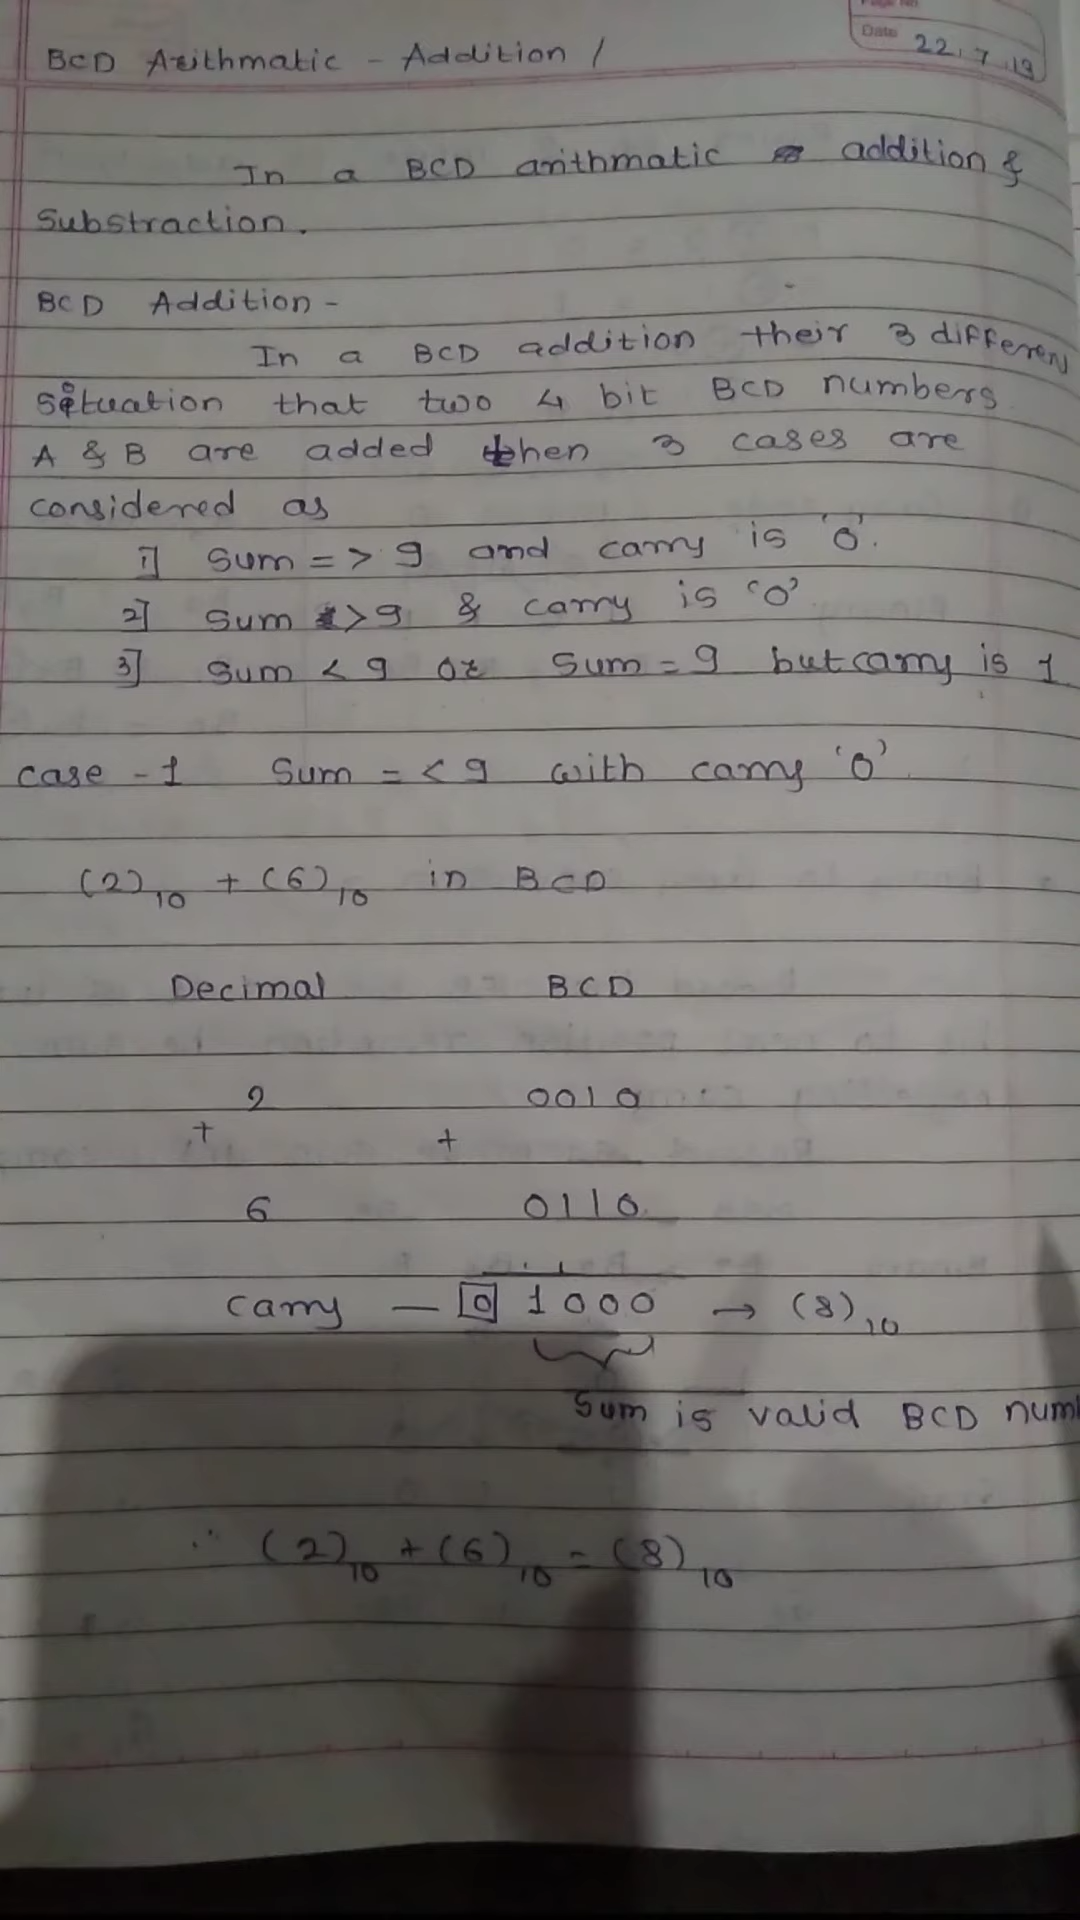 Page No
Date 22.7.19
BCD Arithmatic - Addition /
In a BCD arithmatic addition &
Substraction.
BCD Addition -
In a BCD addition their 3 differen
Situation that two 4 bit BCD numbers
A & B are added then 3 cases are
considered as
1] Sum = > 9 and carry is '0'.
2] Sum > 9 & carry is '0'
3] Sum < 9 or Sum = 9 but carry is 1
case - 1 Sum = < 9 with carry '0'.
(2)10 + (6)10 in BCD
Decimal BCD
2 0010
+ +
6 0110
carry — 0 1000 → (8)10
Sum is valid BCD num
∴ (2)10 + (6)10 = (8)10